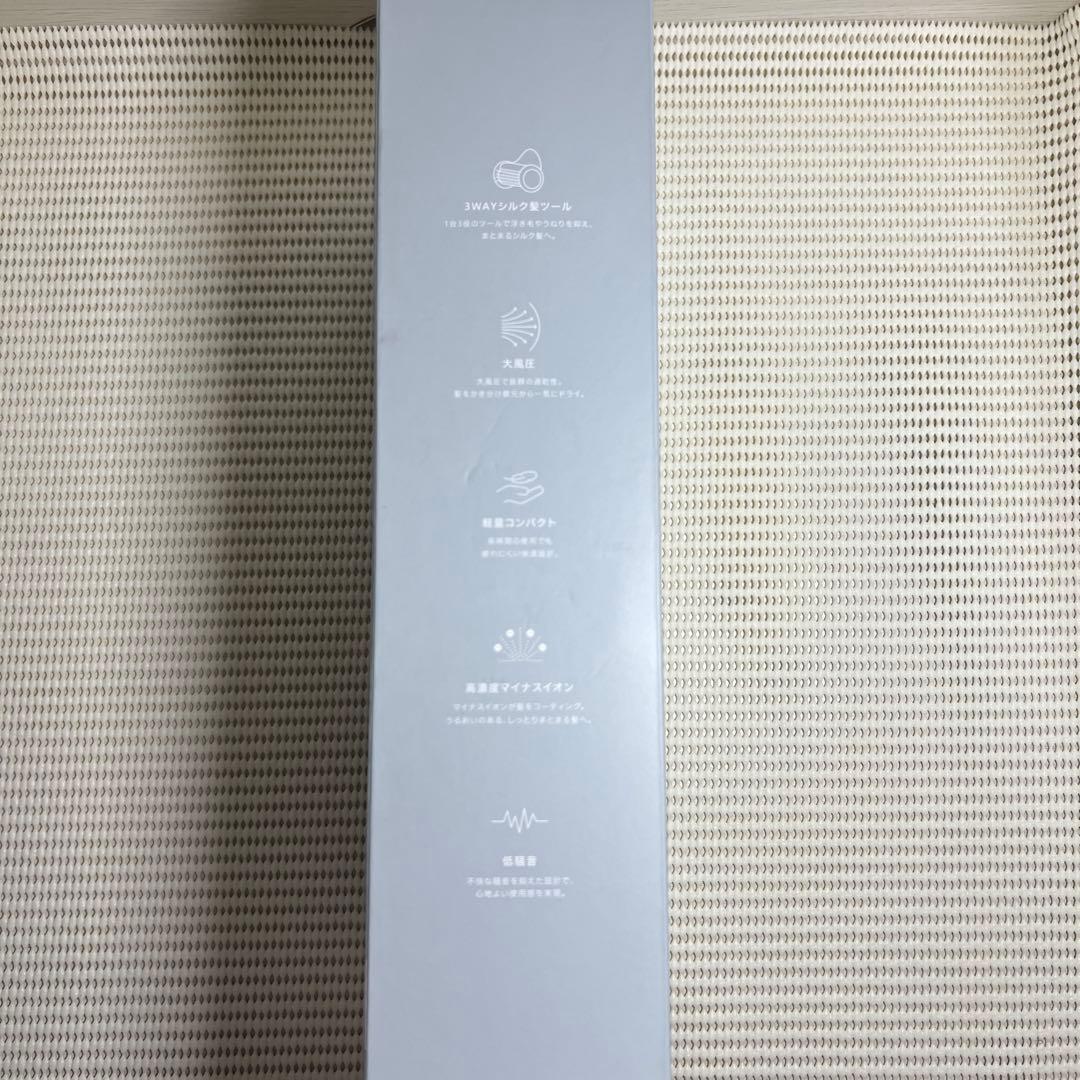 3WAYシルク髪ツール
1台3役のツールで浮き毛やうねりを抑え、
まとまるシルク髪へ。
大風圧
大風圧で抜群の速乾性。
髪をかき分け根元から一気にドライ。
軽量コンパクト
長時間の使用でも
疲れにくい快適設計。
高濃度マイナスイオン
マイナスイオンが髪をコーティング。
うるおいのある、しっとりまとまる髪へ。
低騒音
不快な騒音を抑えた設計で、
心地よい使用感を実現。